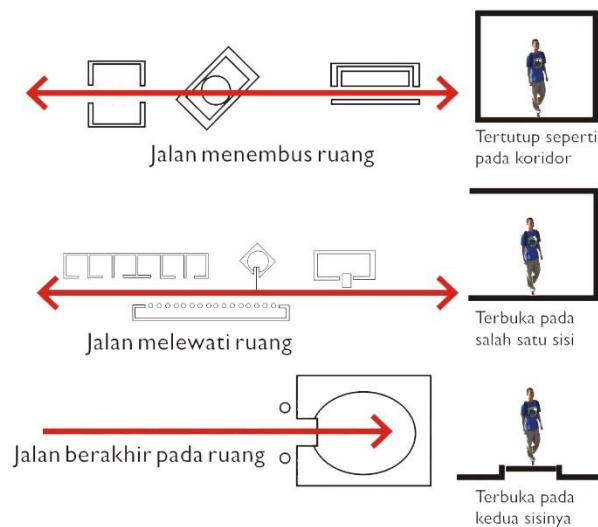 Jalan menembus ruang
Tertutup seperti
pada koridor
Jalan melewati ruang
Terbuka pada
salah satu sisi
Jalan berakhir pada ruang
Terbuka pada
kedua sisinya